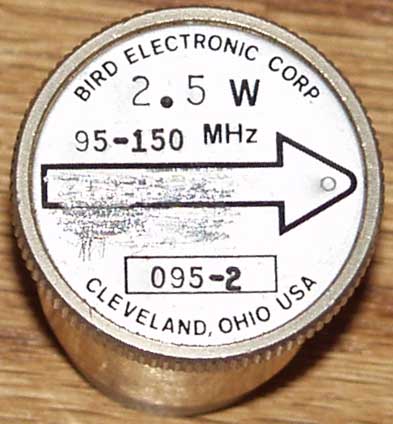 BIRD ELECTRONIC CORP.
2.5 W
95-150 MHz
095-2
CLEVELAND, OHIO USA